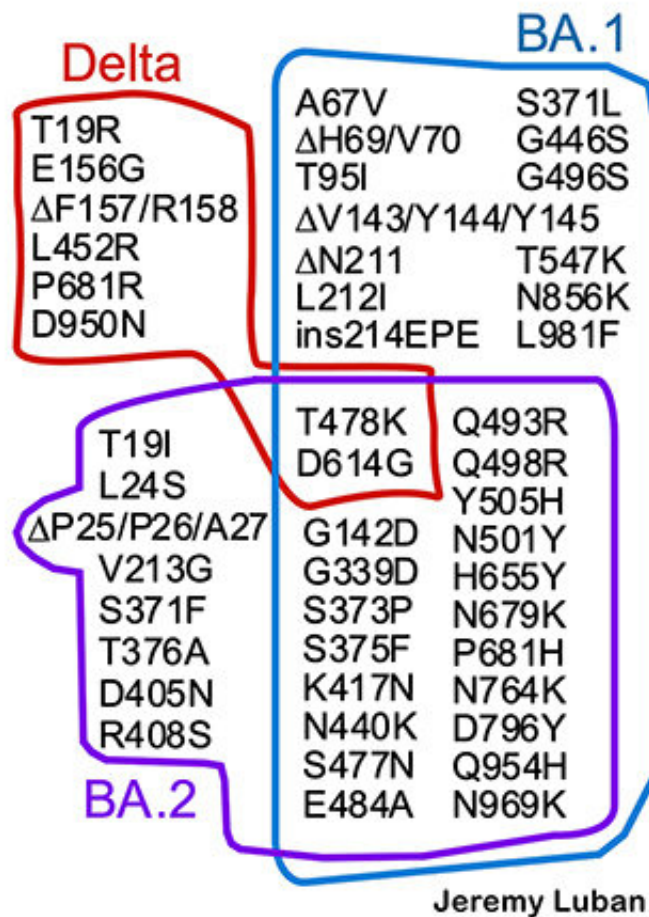 BA.1
Delta
T19R
E156G
ΔF157/R158
L452R
P681R
D950N
A67V S371L
ΔH69/V70 G446S
T95I G496S
ΔV143/Y144/Y145
ΔN211 T547K
L212I N856K
ins214EPE L981F
T19I
L24S
ΔP25/P26/A27
V213G
S371F
T376A
D405N
R408S
BA.2
T478K
D614G
G142D
G339D
S373P
S375F
K417N
N440K
S477N
E484A
Q493R
Q498R
Y505H
N501Y
H655Y
N679K
P681H
N764K
D796Y
Q954H
N969K
Jeremy Luban